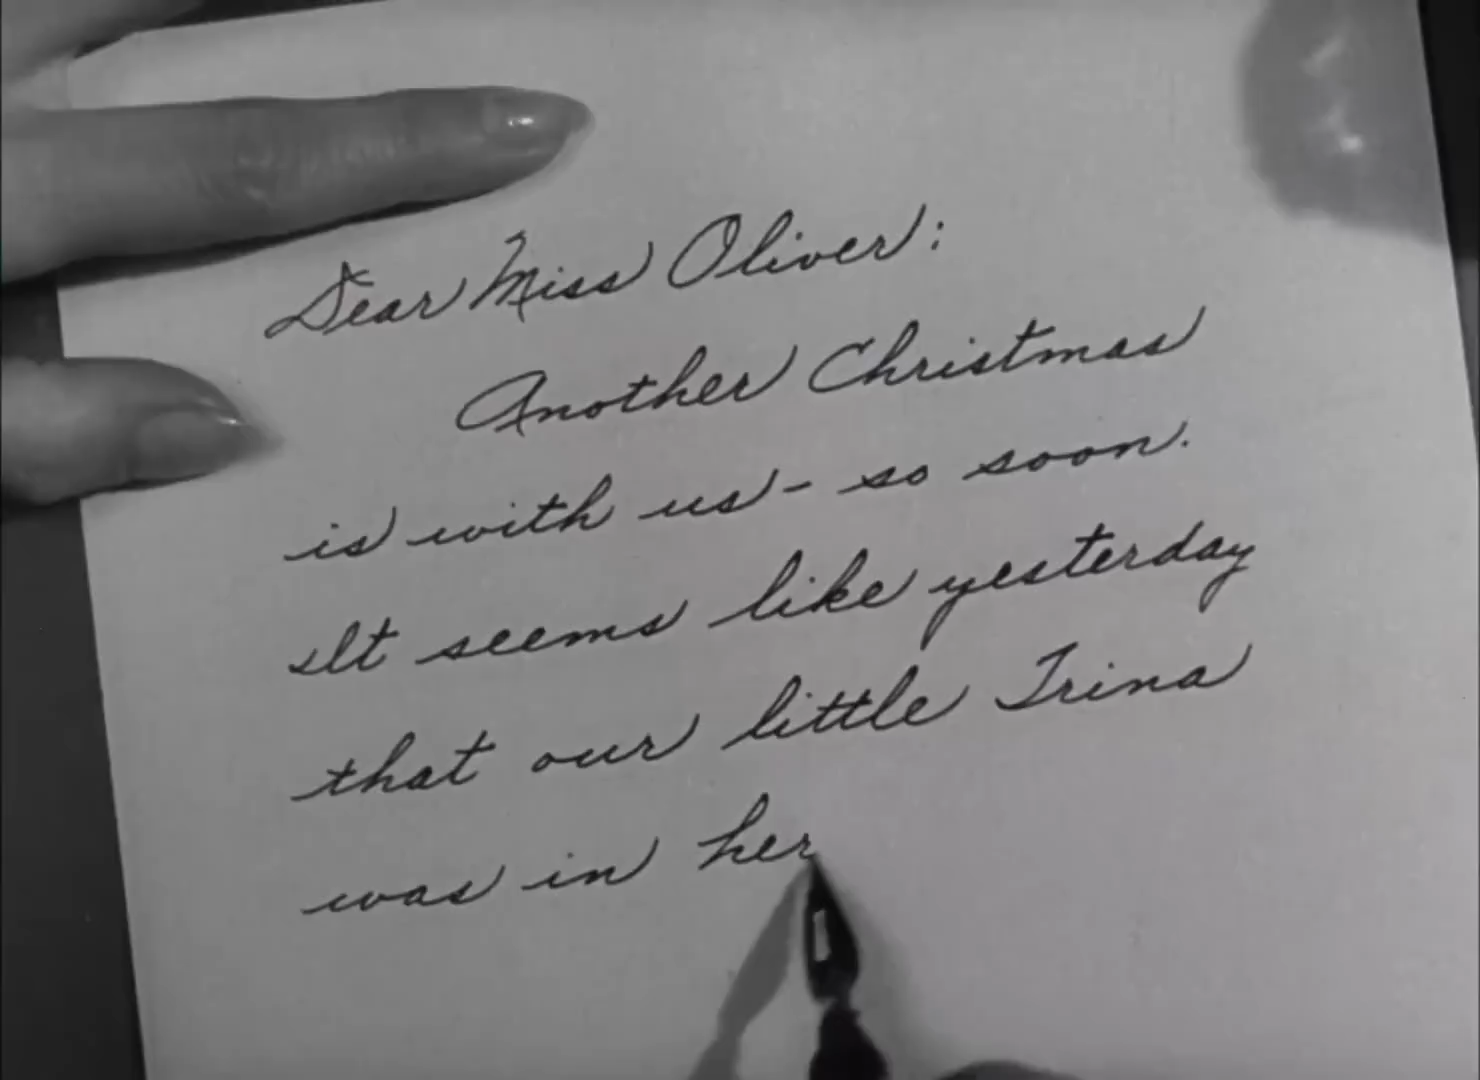 Dear Miss Oliver:
Another Christmas
is with us - so soon.
It seems like yesterday
that our little Trina
was in her